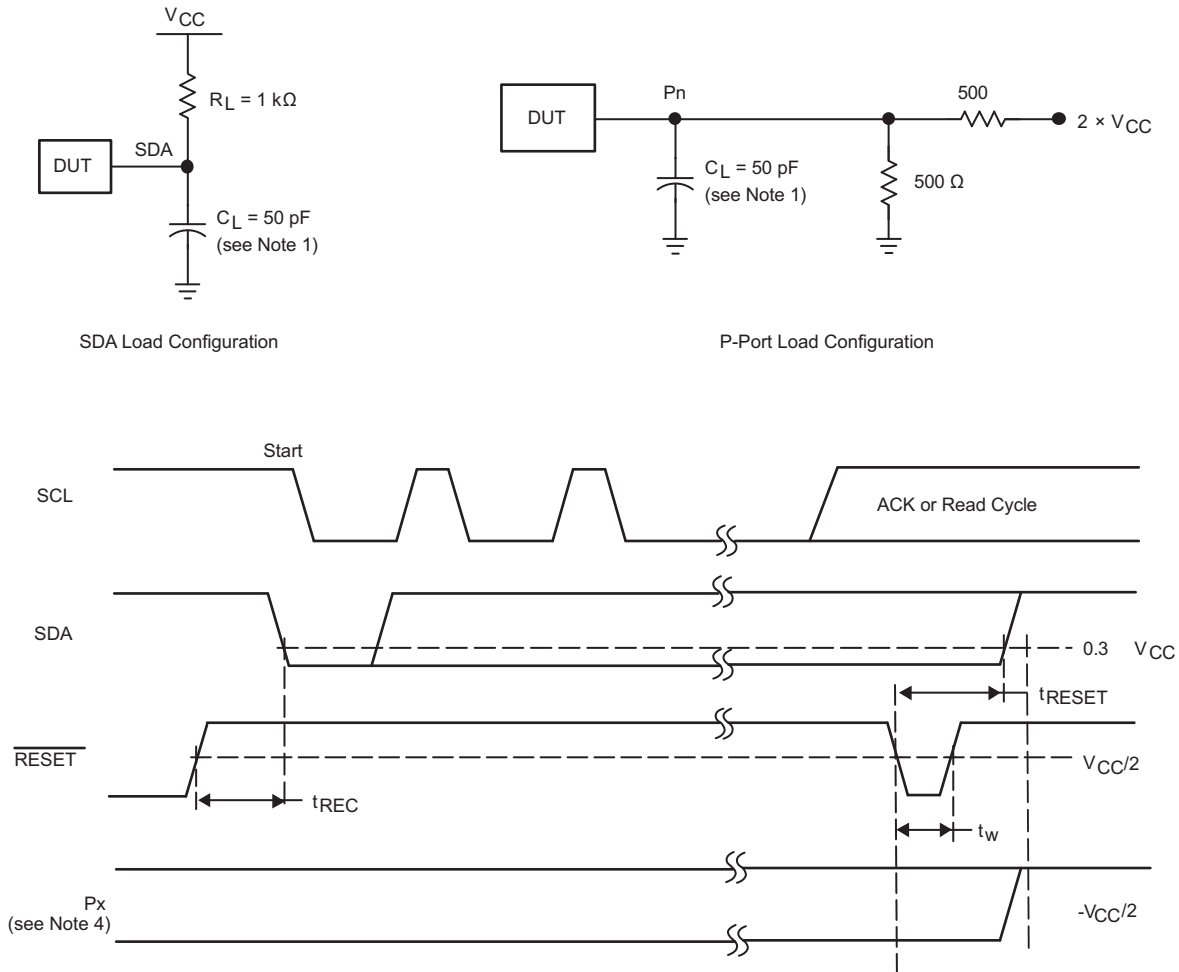 VCC
RL = 1 kΩ
DUT
SDA
CL = 50 pF
(see Note 1)
SDA Load Configuration
DUT
Pn
500
2 × VCC
CL = 50 pF
(see Note 1)
500 Ω
P-Port Load Configuration
Start
SCL
ACK or Read Cycle
SDA
0.3 VCC
tRESET
RESET
VCC/2
tREC
tw
Px
(see Note 4)
-VCC/2